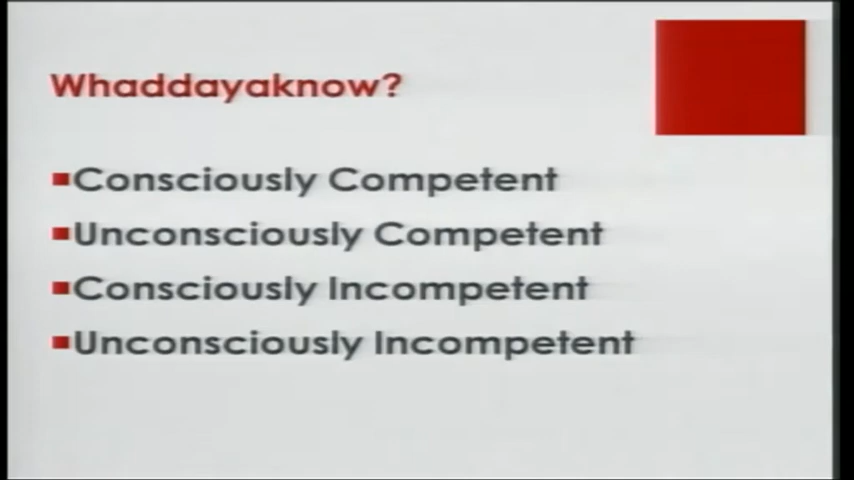 Whaddayaknow?
Consciously Competent
Unconsciously Competent
Consciously Incompetent
Unconsciously Incompetent